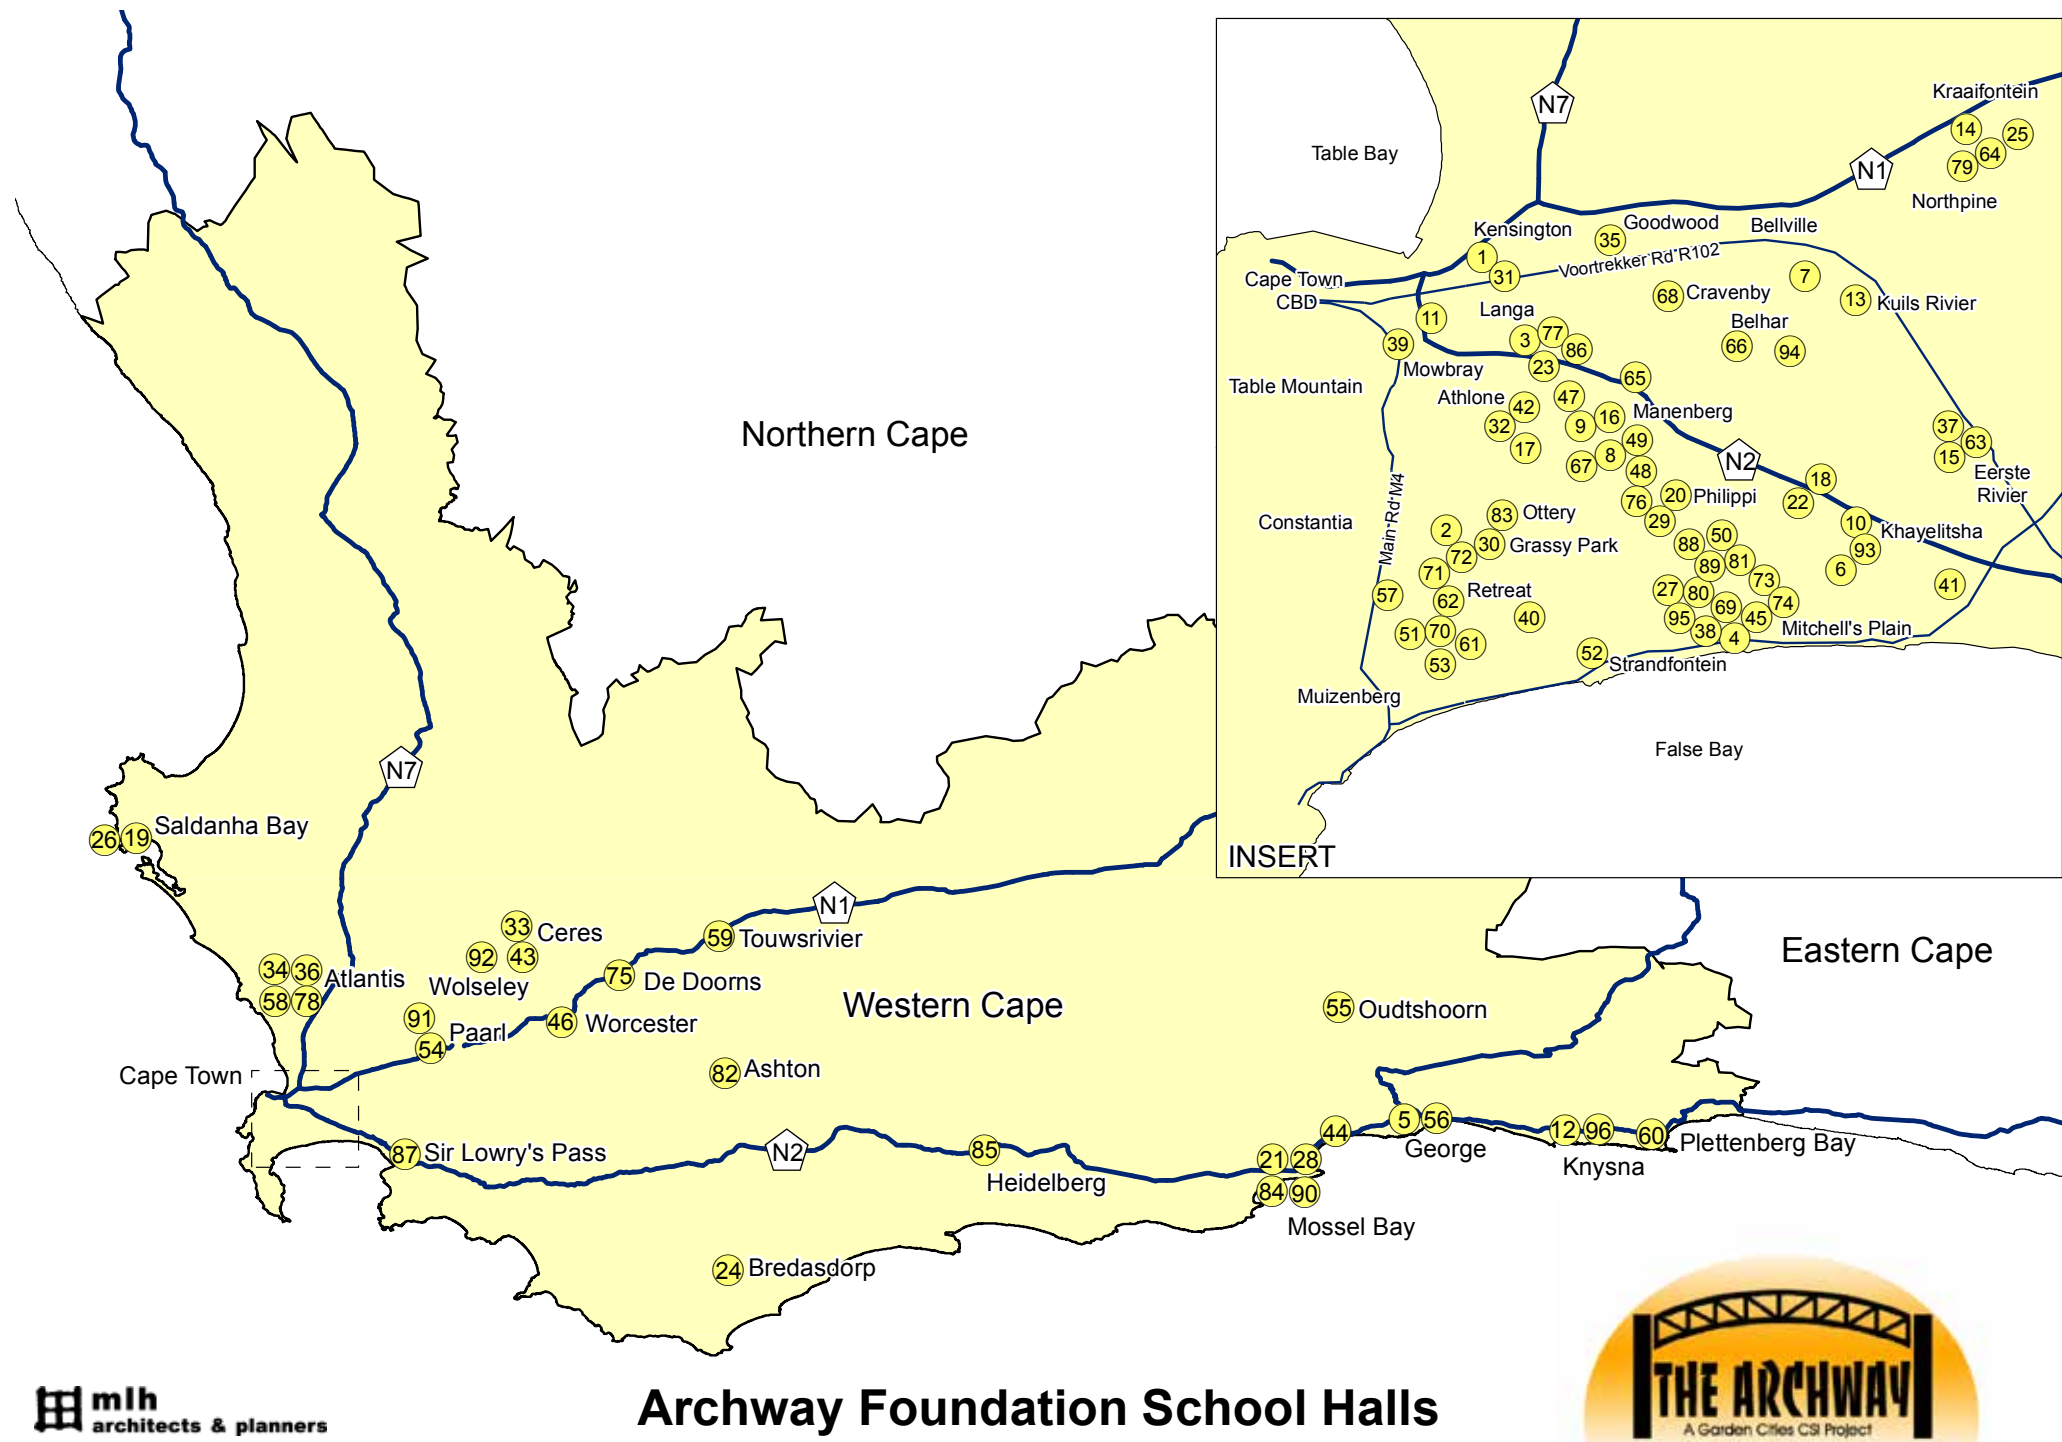 N7
Kraaifontein
14
25
Table Bay
64
79
N1
Northpine
Kensington
Goodwood
Bellville
35
1
Voortrekker Rd R102
31
7
Cape Town
CBD
68
Cravenby
13
Kuils Rivier
11
Langa
Belhar
3
77
86
39
66
94
23
Mowbray
65
Table Mountain
Athlone
42
47
16
Manenberg
32
9
37
17
49
63
67
8
15
48
N2
Eerste
Rivier
18
76
20
Philippi
22
83
Ottery
Constantia
Main Rd M4
29
10
2
50
Khayelitsha
30
Grassy Park
88
93
72
81
89
6
71
73
41
57
Retreat
27
80
62
69
74
40
95
45
51
70
38
Mitchell's Plain
61
4
53
52
Strandfontein
Muizenberg
False Bay
INSERT
Northern Cape
N7
26
19
Saldanha Bay
N1
33
Ceres
59
Touwsrivier
92
43
Eastern Cape
34
36
Atlantis
75
De Doorns
Wolseley
58
78
Western Cape
55
Oudtshoorn
91
Paarl
46
Worcester
54
Cape Town
82
Ashton
5
56
44
12
96
60
Plettenberg Bay
George
87
Sir Lowry's Pass
N2
85
21
28
Knysna
Heidelberg
84
90
Mossel Bay
24
Bredasdorp
mlh
architects & planners
Archway Foundation School Halls
THE ARCHWAY
A Garden Cities CSI Project